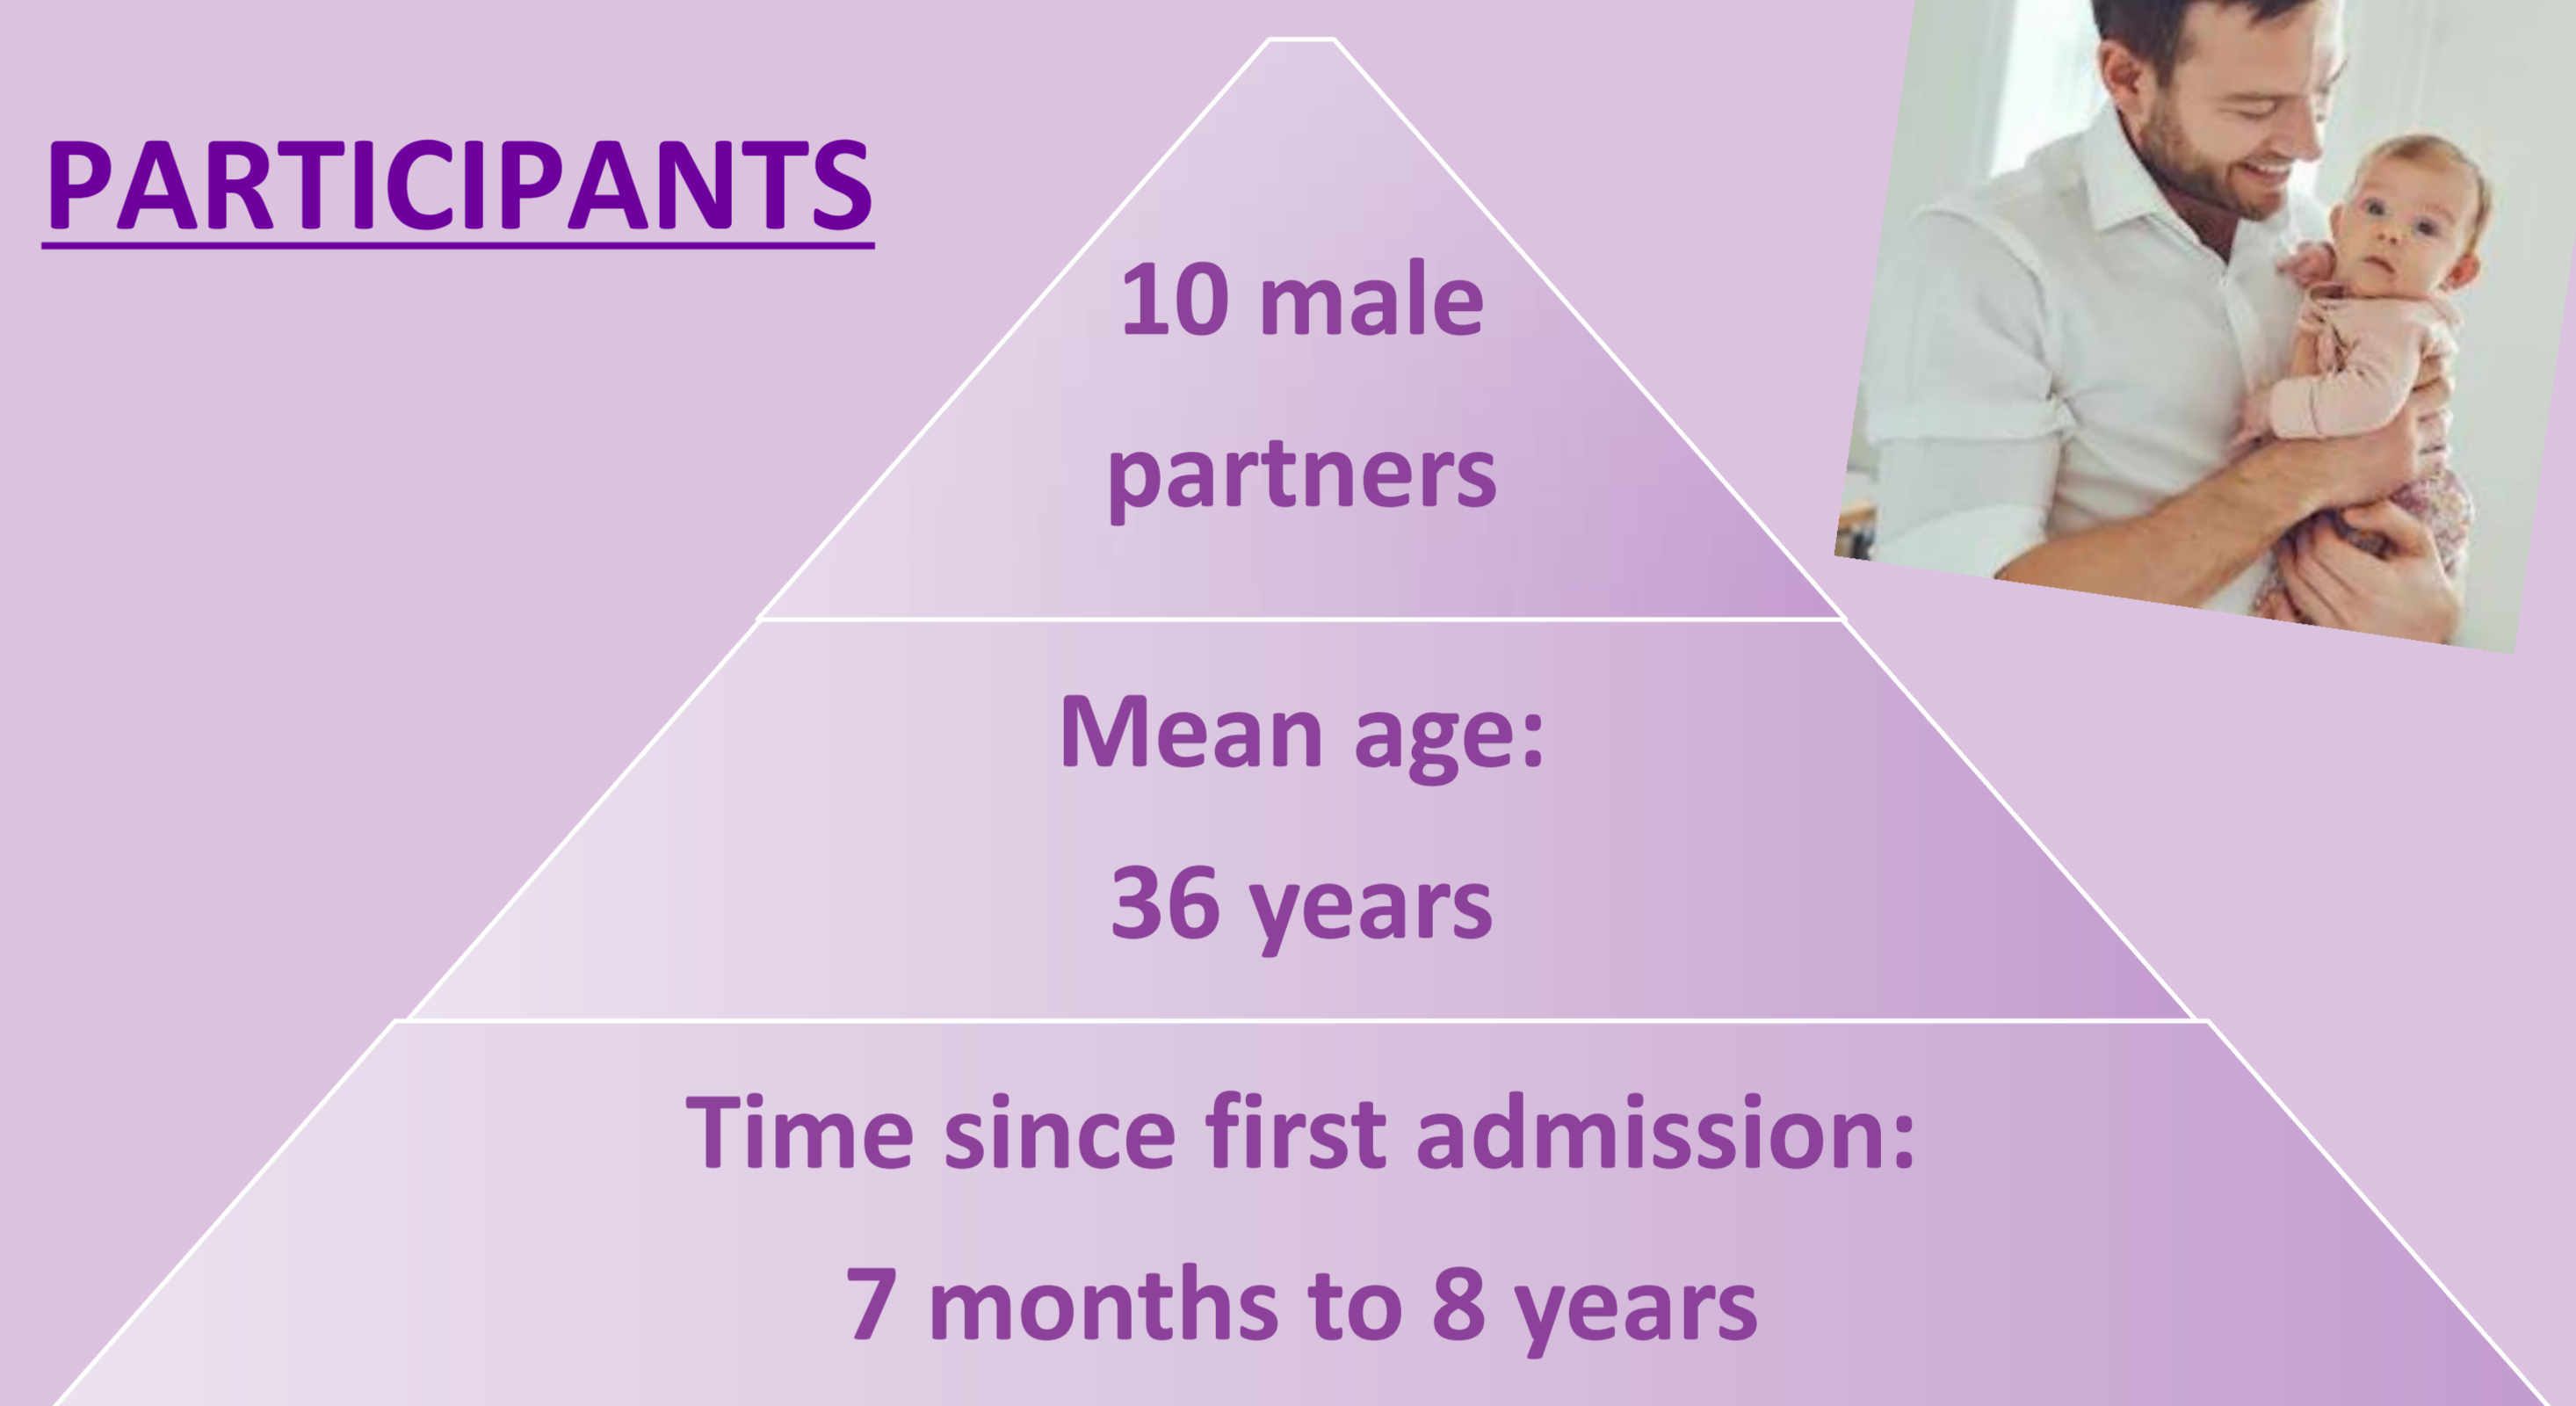 PARTICIPANTS
10 male
partners
Mean age:
36 years
Time since first admission:
7 months to 8 years